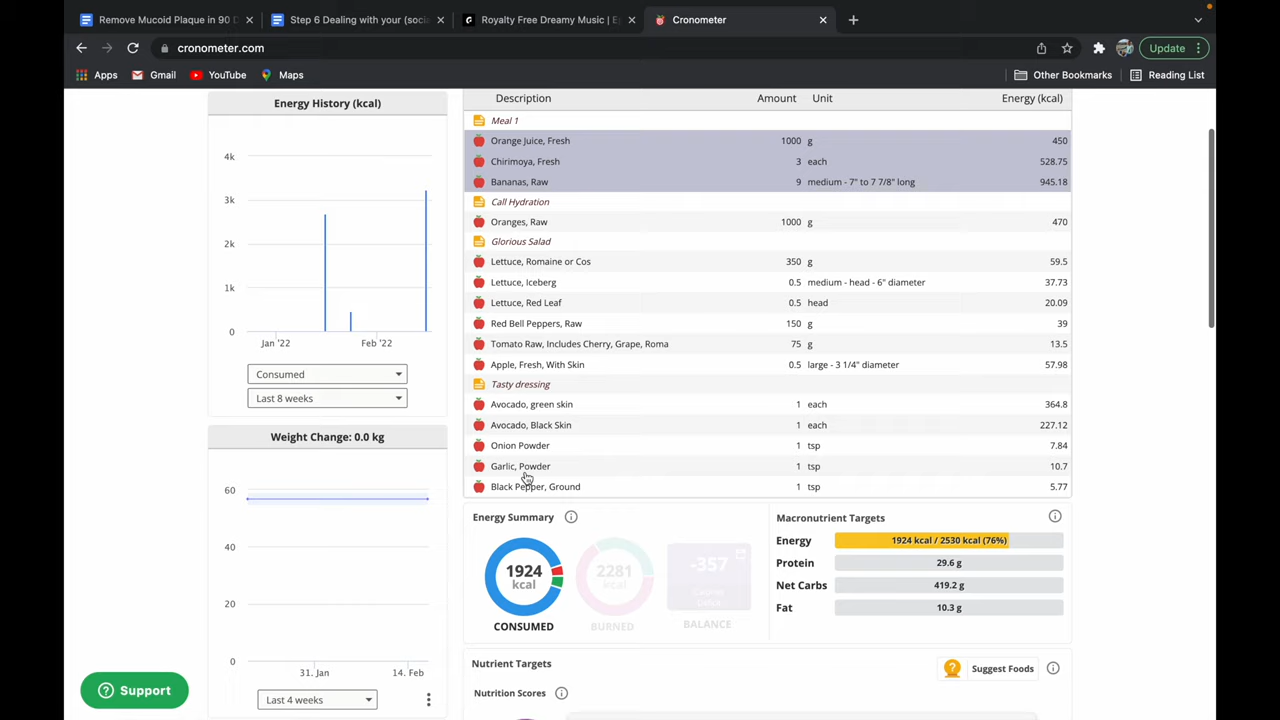 Remove Mucoid Plaque in 90 D
Step 6 Dealing with your (soci
Royalty Free Dreamy Music | E
Cronometer
cronometer.com
Update
Apps
Gmail
YouTube
Maps
Other Bookmarks
Reading List
Energy History (kcal)
4k
3k
2k
1k
0
Jan '22
Feb '22
Consumed
Last 8 weeks
Weight Change: 0.0 kg
60
40
20
0
31. Jan
14. Feb
Last 4 weeks
Support
Description Amount Unit Energy (kcal)
Meal 1
Orange Juice, Fresh 1000 g 450
Chirimoya, Fresh 3 each 528.75
Bananas, Raw 9 medium - 7" to 7 7/8" long 945.18
Call Hydration
Oranges, Raw 1000 g 470
Glorious Salad
Lettuce, Romaine or Cos 350 g 59.5
Lettuce, Iceberg 0.5 medium - head - 6" diameter 37.73
Lettuce, Red Leaf 0.5 head 20.09
Red Bell Peppers, Raw 150 g 39
Tomato Raw, Includes Cherry, Grape, Roma 75 g 13.5
Apple, Fresh, With Skin 0.5 large - 3 1/4" diameter 57.98
Tasty dressing
Avocado, green skin 1 each 364.8
Avocado, Black Skin 1 each 227.12
Onion Powder 1 tsp 7.84
Garlic, Powder 1 tsp 10.7
Black Pepper, Ground 1 tsp 5.77
Energy Summary
1924
kcal
CONSUMED
2281
kcal
BURNED
-357
BALANCE
Macronutrient Targets
Energy 1924 kcal / 2530 kcal (76%)
Protein 29.6 g
Net Carbs 419.2 g
Fat 10.3 g
Nutrient Targets
Suggest Foods
Nutrition Scores